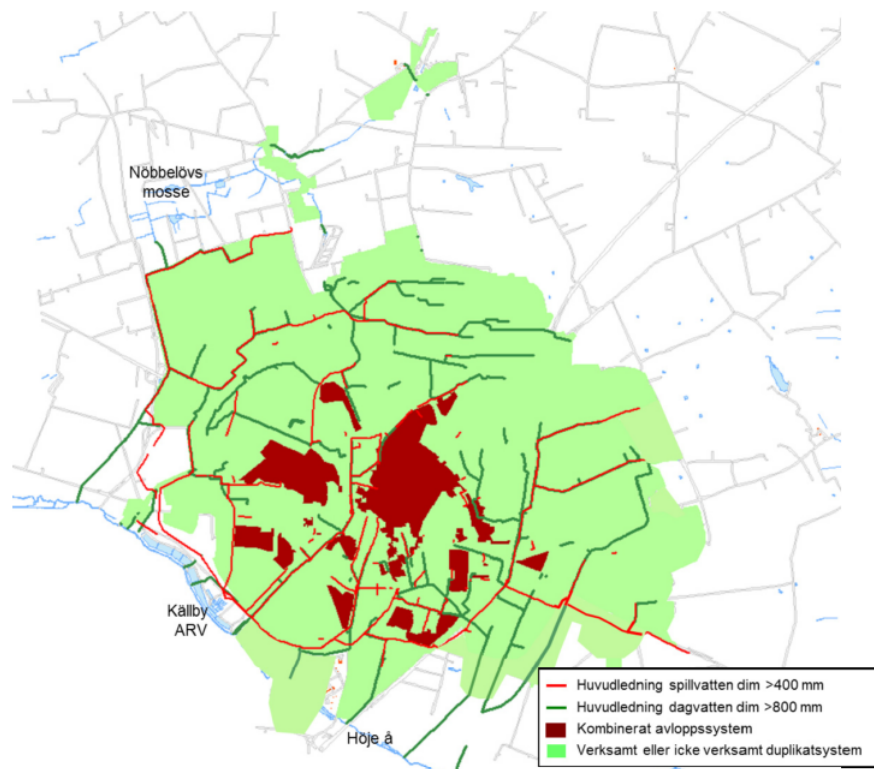 Nöbbelövs
mosse
Källby
ARV
Höje å
Huvudledning spillvatten dim >400 mm
Huvudledning dagvatten dim >800 mm
Kombinerat avloppssystem
Verksamt eller icke verksamt duplikatsystem